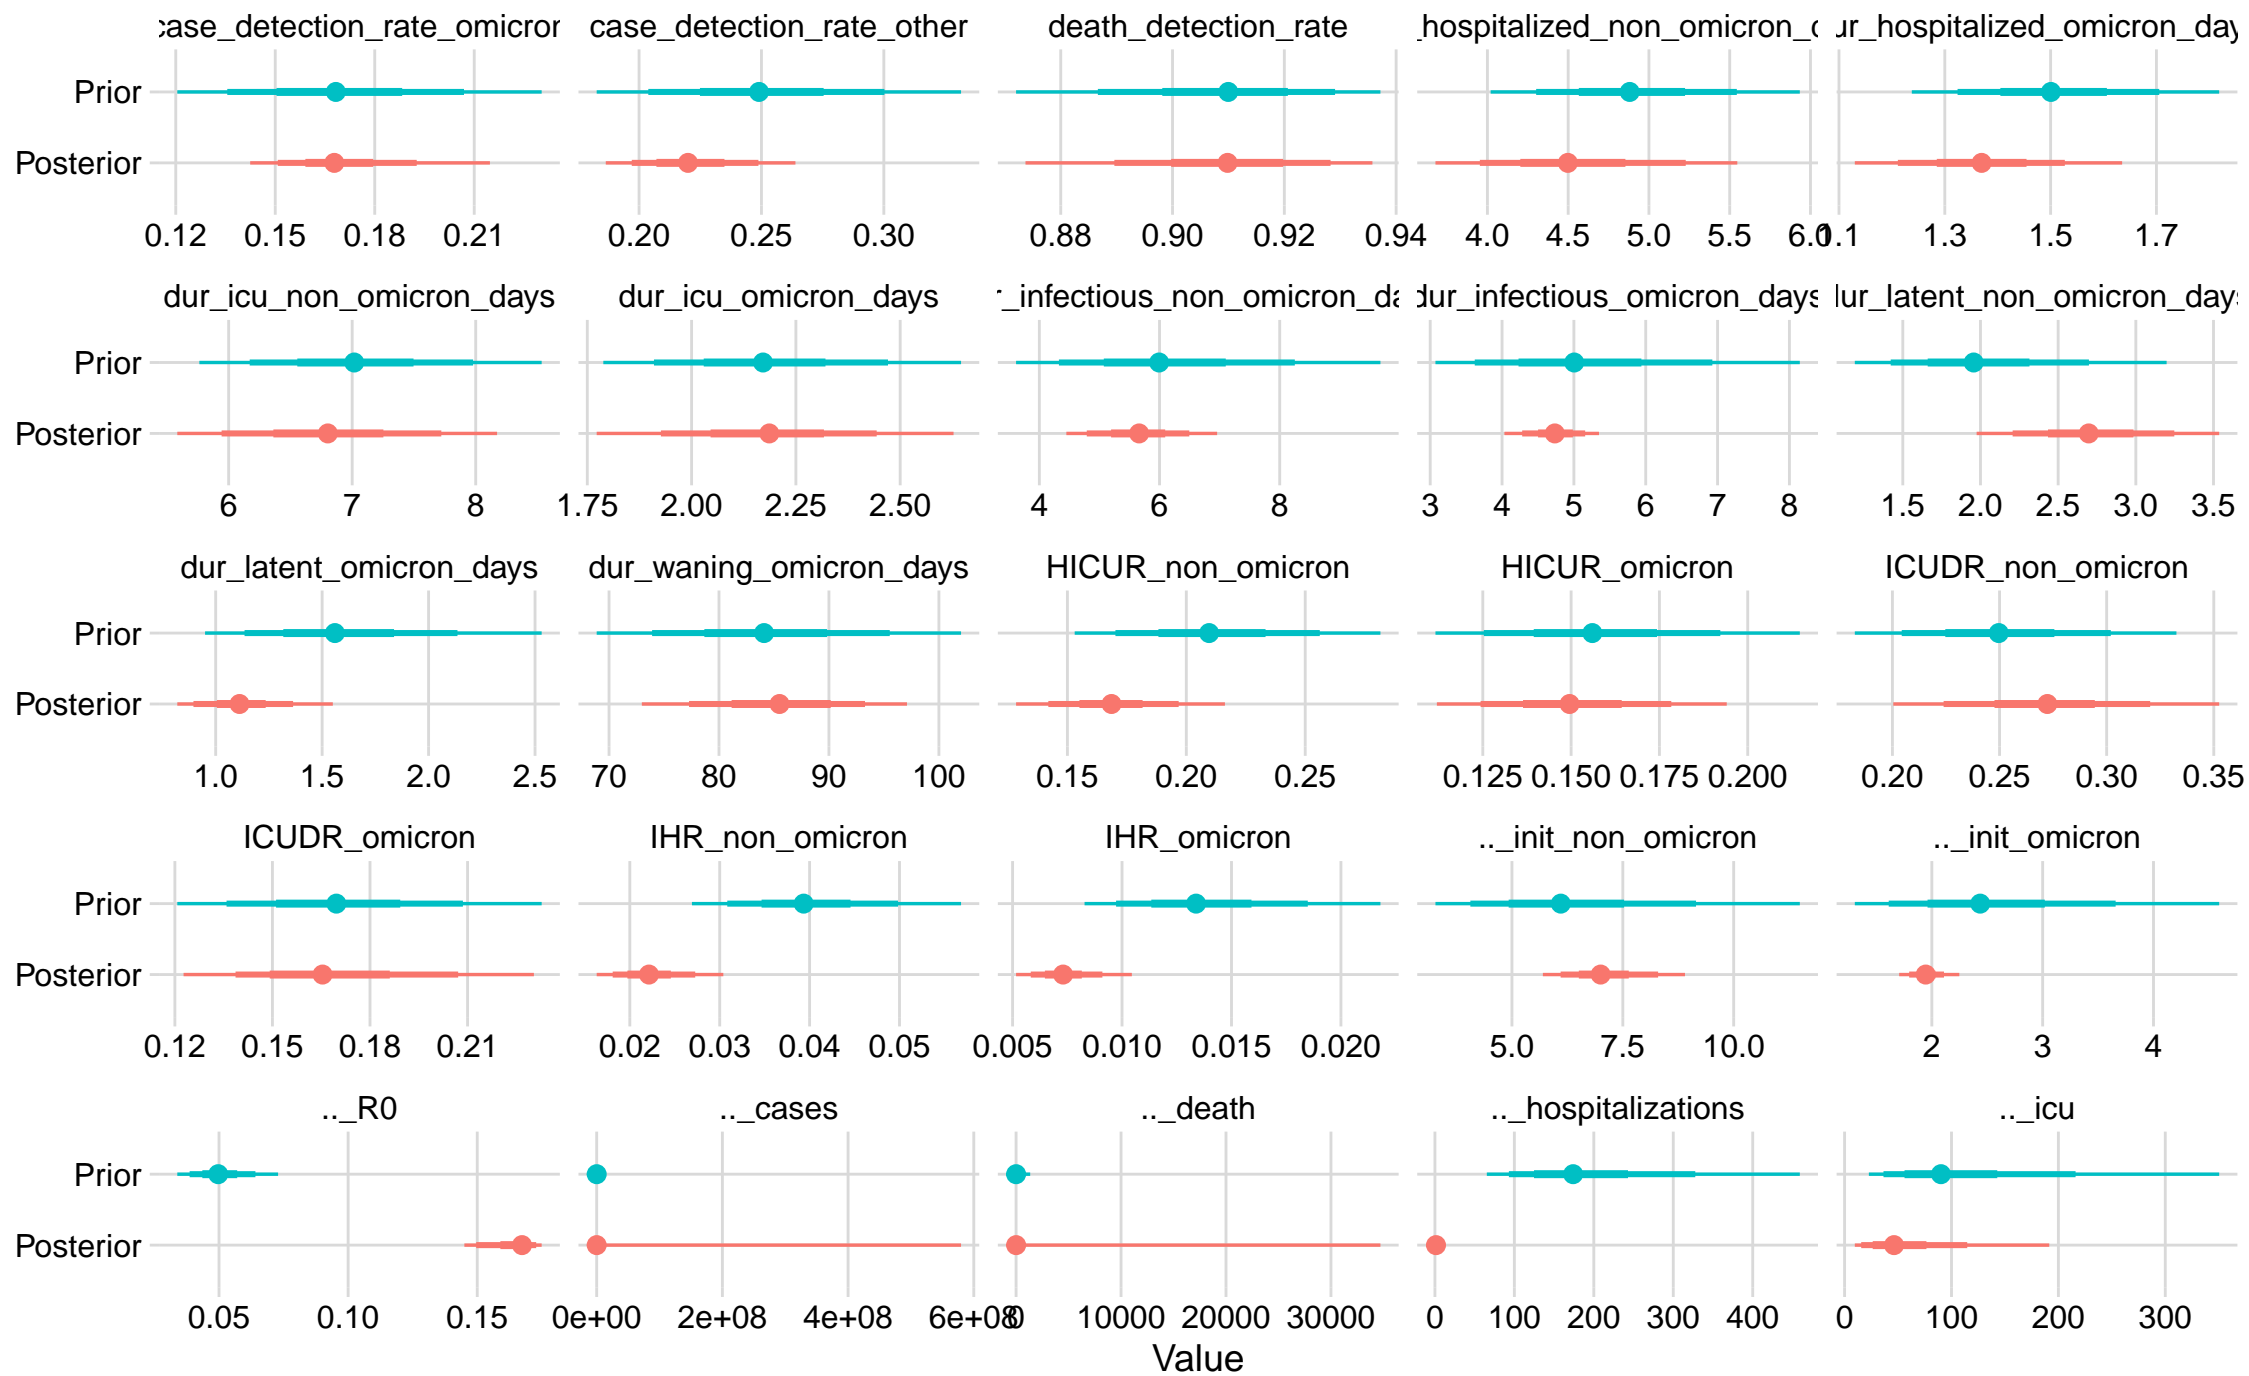 case_detection_rate_omicron case_detection_rate_other death_detection_rate _hospitalized_non_omicron_ ur_hospitalized_omicron_day
Prior
Posterior
0.12 0.15 0.18 0.21 0.20 0.25 0.30 0.88 0.90 0.92 0.94 4.0 4.5 5.0 5.5 6.0 1.1 1.3 1.5 1.7
dur_icu_non_omicron_days dur_icu_omicron_days r_infectious_non_omicron_da dur_infectious_omicron_days dur_latent_non_omicron_days
Prior
Posterior
6 7 8 1.75 2.00 2.25 2.50 4 6 8 3 4 5 6 7 8 1.5 2.0 2.5 3.0 3.5
dur_latent_omicron_days dur_waning_omicron_days HICUR_non_omicron HICUR_omicron ICUDR_non_omicron
Prior
Posterior
1.0 1.5 2.0 2.5 70 80 90 100 0.15 0.20 0.25 0.125 0.150 0.175 0.200 0.20 0.25 0.30 0.35
ICUDR_omicron IHR_non_omicron IHR_omicron .._init_non_omicron .._init_omicron
Prior
Posterior
0.12 0.15 0.18 0.21 0.02 0.03 0.04 0.05 0.005 0.010 0.015 0.020 5.0 7.5 10.0 2 3 4
.._R0 .._cases .._death .._hospitalizations .._icu
Prior
Posterior
0.05 0.10 0.15 0e+00 2e+08 4e+08 6e+08 0 10000 20000 30000 0 100 200 300 400 0 100 200 300
Value